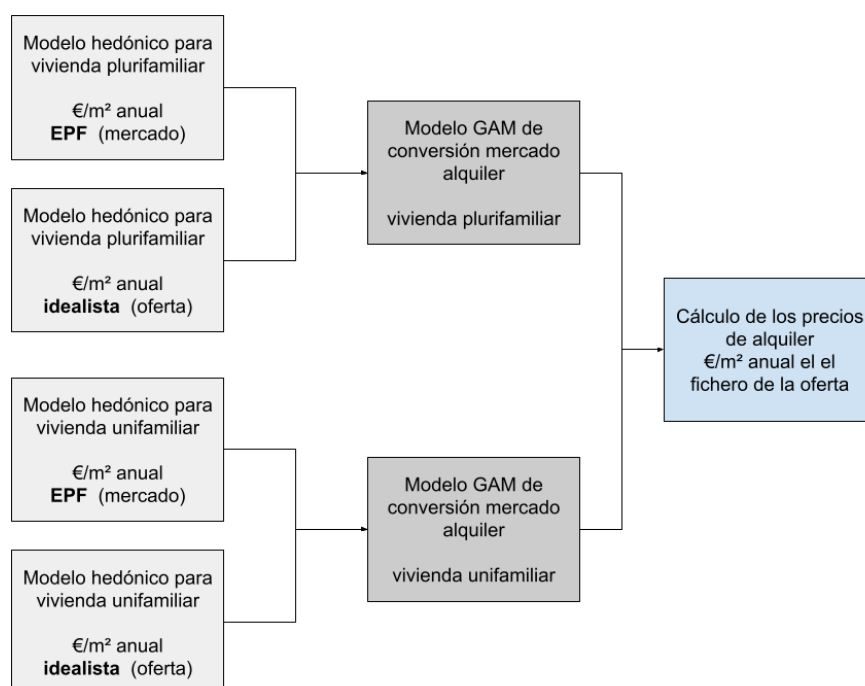 Modelo hedónico para
vivienda plurifamiliar
€/m² anual
EPF (mercado)
Modelo hedónico para
vivienda plurifamiliar
€/m² anual
idealista (oferta)
Modelo GAM de
conversión mercado
alquiler
vivienda plurifamiliar
Modelo hedónico para
vivienda unifamiliar
€/m² anual
EPF (mercado)
Modelo hedónico para
vivienda unifamiliar
€/m² anual
idealista (oferta)
Modelo GAM de
conversión mercado
alquiler
vivienda unifamiliar
Cálculo de los precios
de alquiler
€/m² anual el el
fichero de la oferta